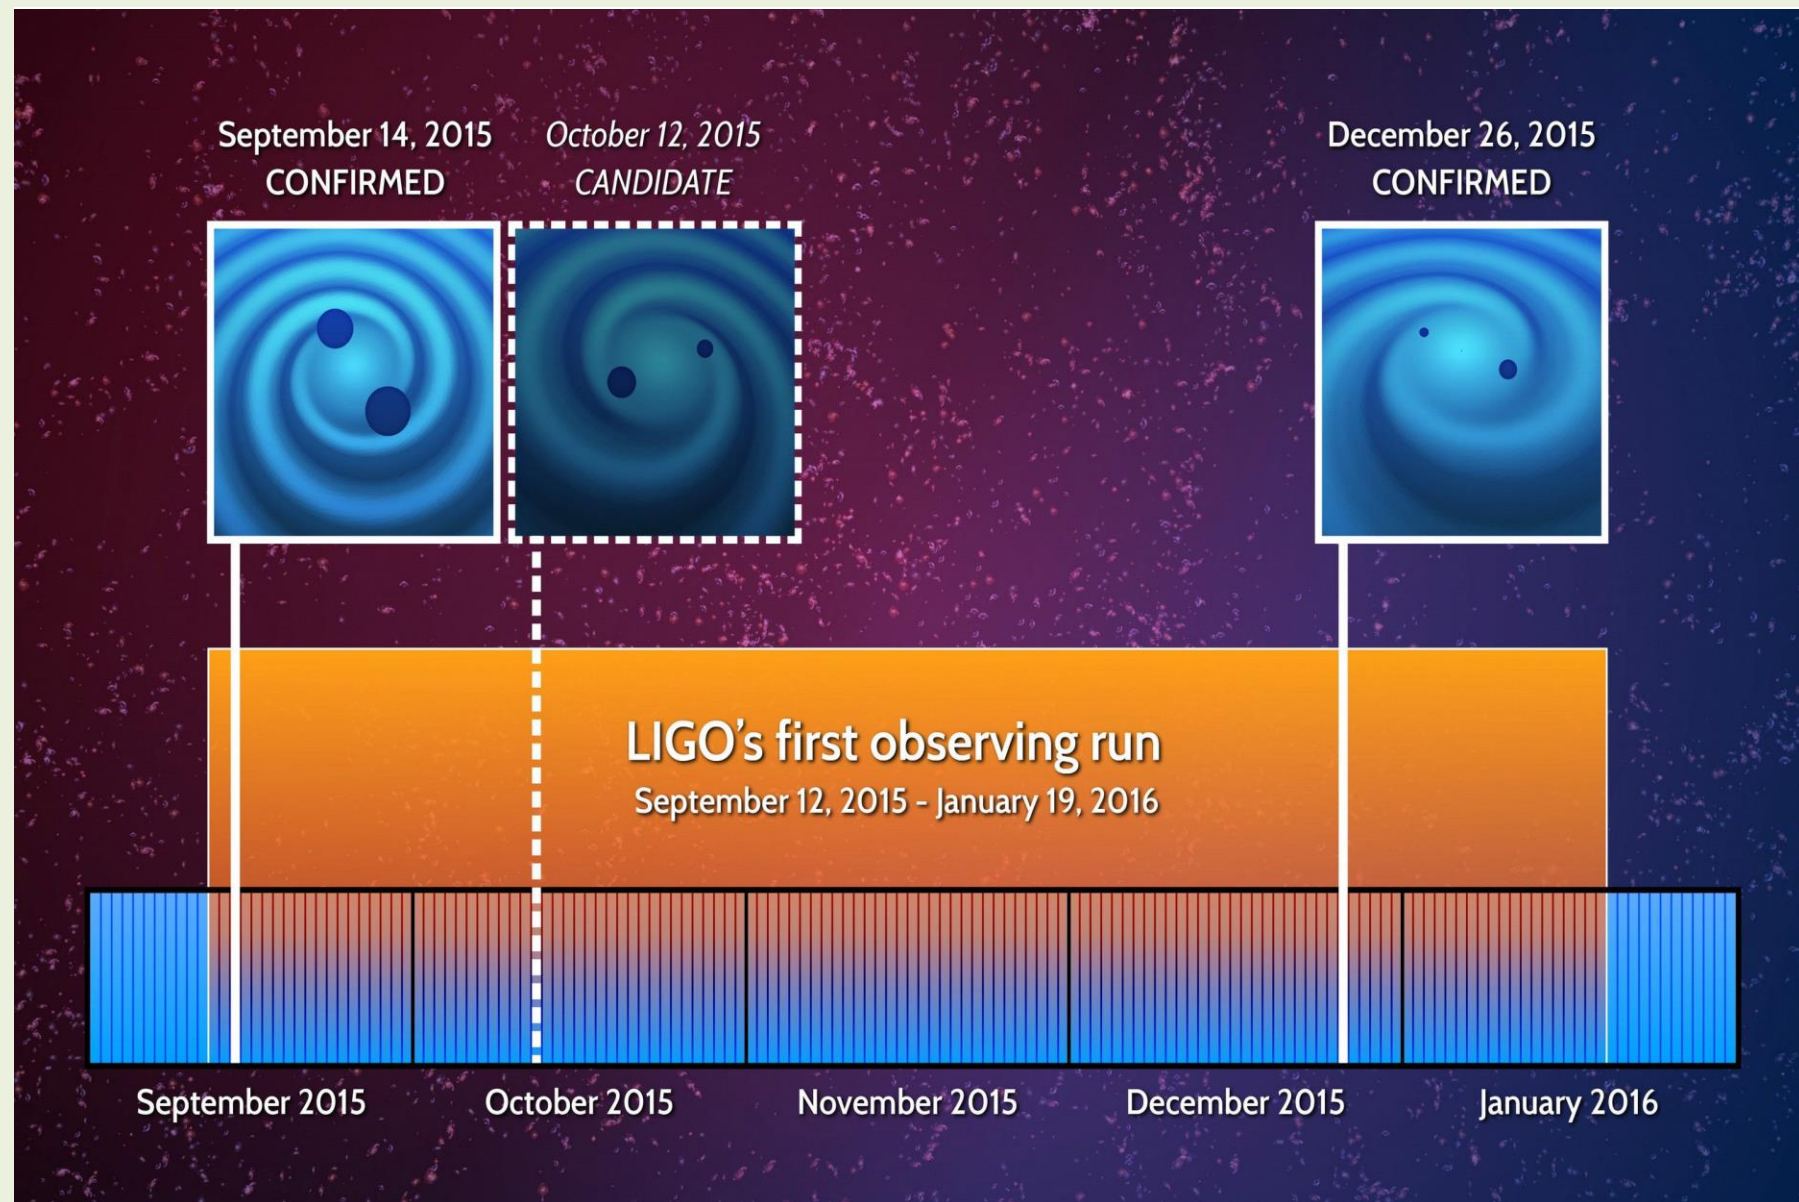 September 14, 2015
CONFIRMED
October 12, 2015
CANDIDATE
December 26, 2015
CONFIRMED
LIGO's first observing run
September 12, 2015 - January 19, 2016
September 2015
October 2015
November 2015
December 2015
January 2016